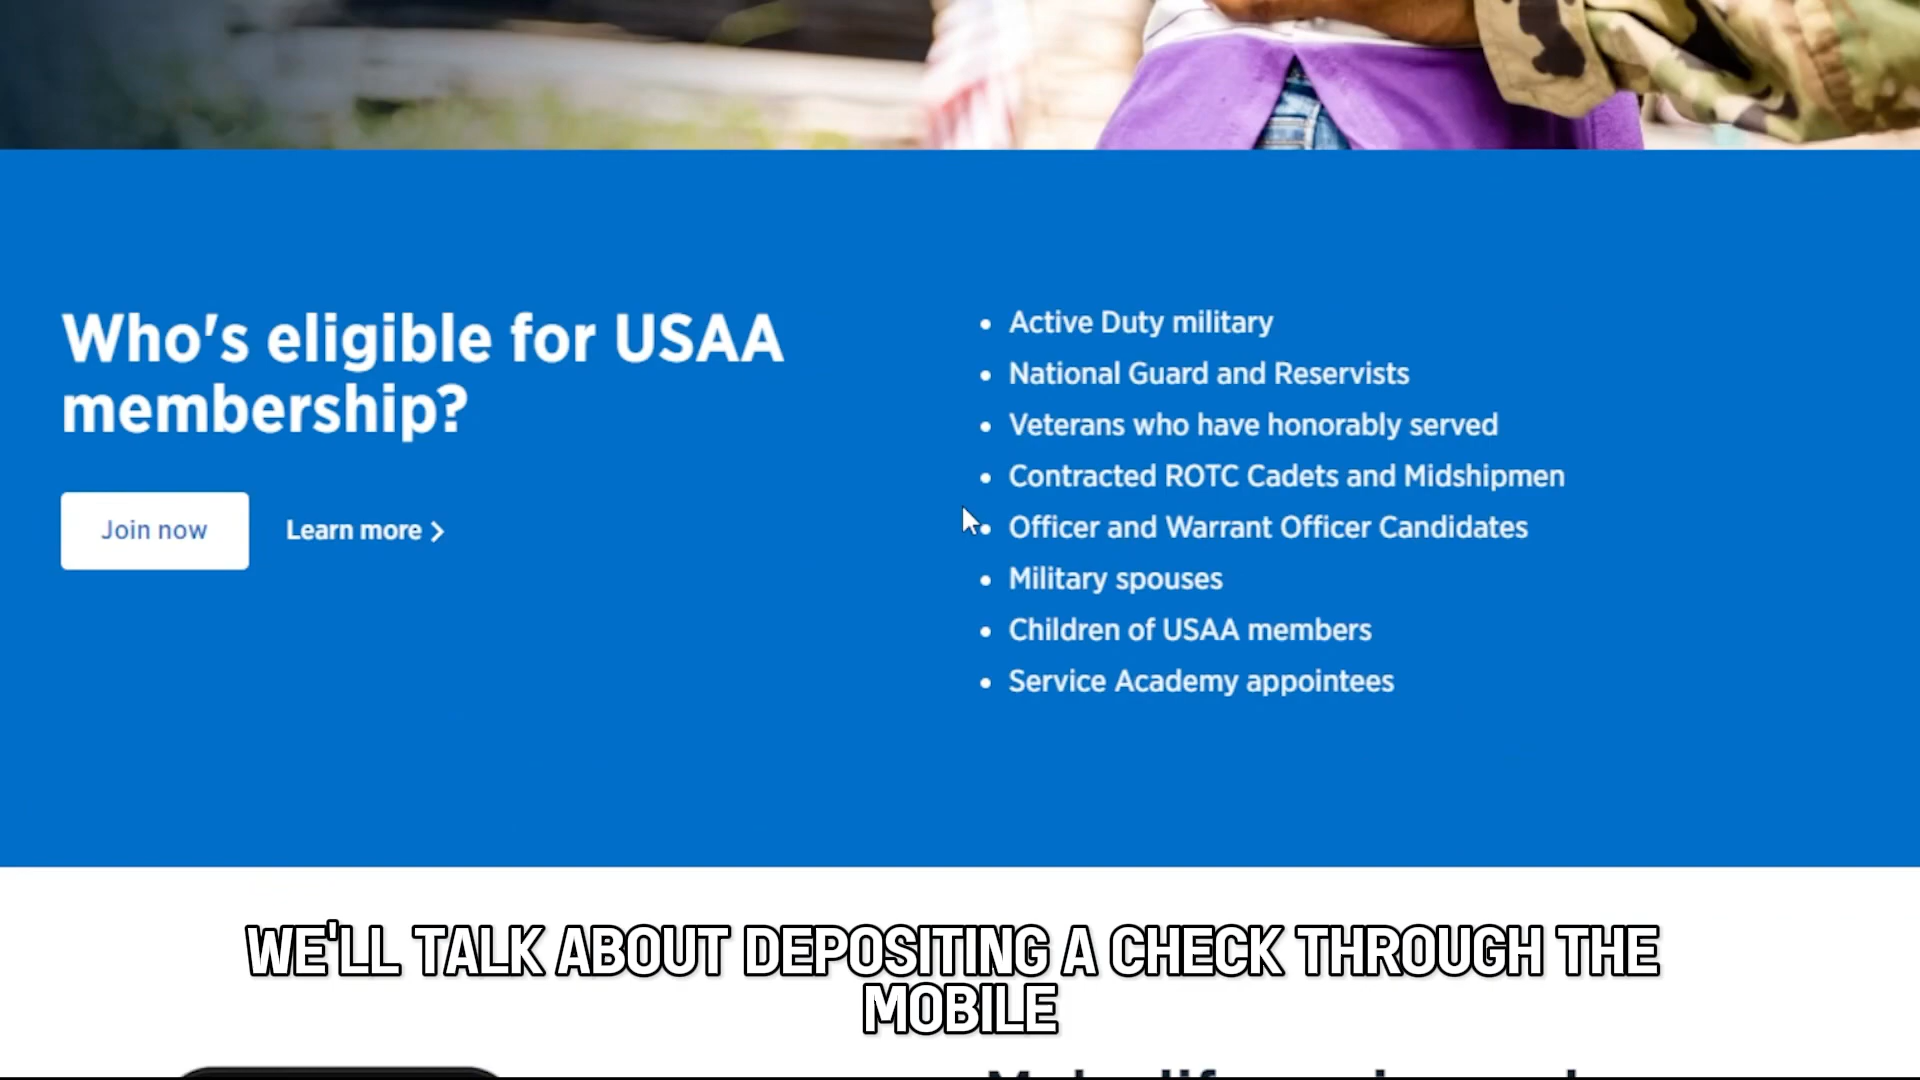 Who's eligible for USAA
membership?
Join now
Learn more
Active Duty military
National Guard and Reservists
Veterans who have honorably served
Contracted ROTC Cadets and Midshipmen
Officer and Warrant Officer Candidates
Military spouses
Children of USAA members
Service Academy appointees
WE'LL TALK ABOUT DEPOSITING A CHECK THROUGH THE
MOBILE